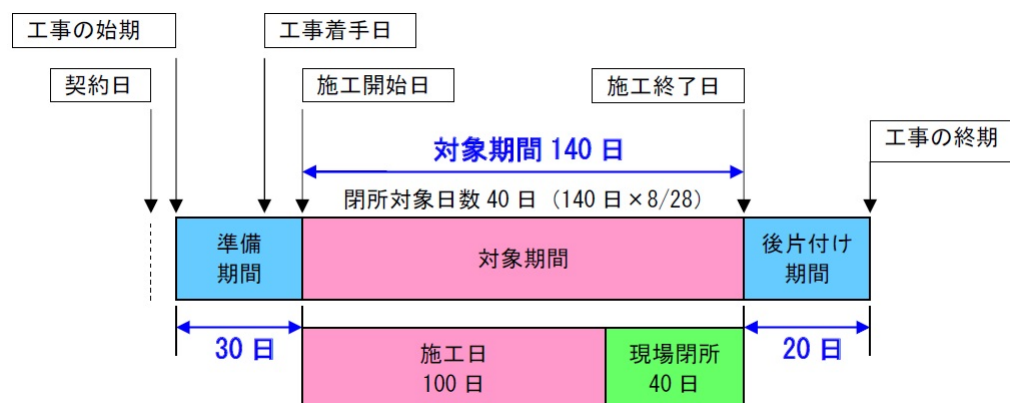 工事の始期
工事着手日
契約日
施工開始日
施工終了日
工事の終期
対象期間 140 日
閉所対象日数 40 日（140 日×8/28）
準備
期間
対象期間
後片付け
期間
30 日
20 日
施工日
100 日
現場閉所
40 日